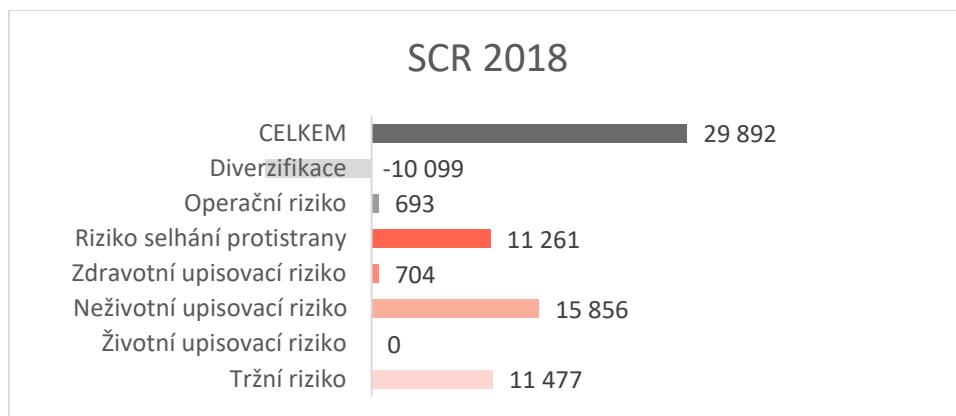 SCR 2018
CELKEM 29 892
Diverzifikace -10 099
Operační riziko 693
Riziko selhání protistrany 11 261
Zdravotní upisovací riziko 704
Neživotní upisovací riziko 15 856
Životní upisovací riziko 0
Tržní riziko 11 477